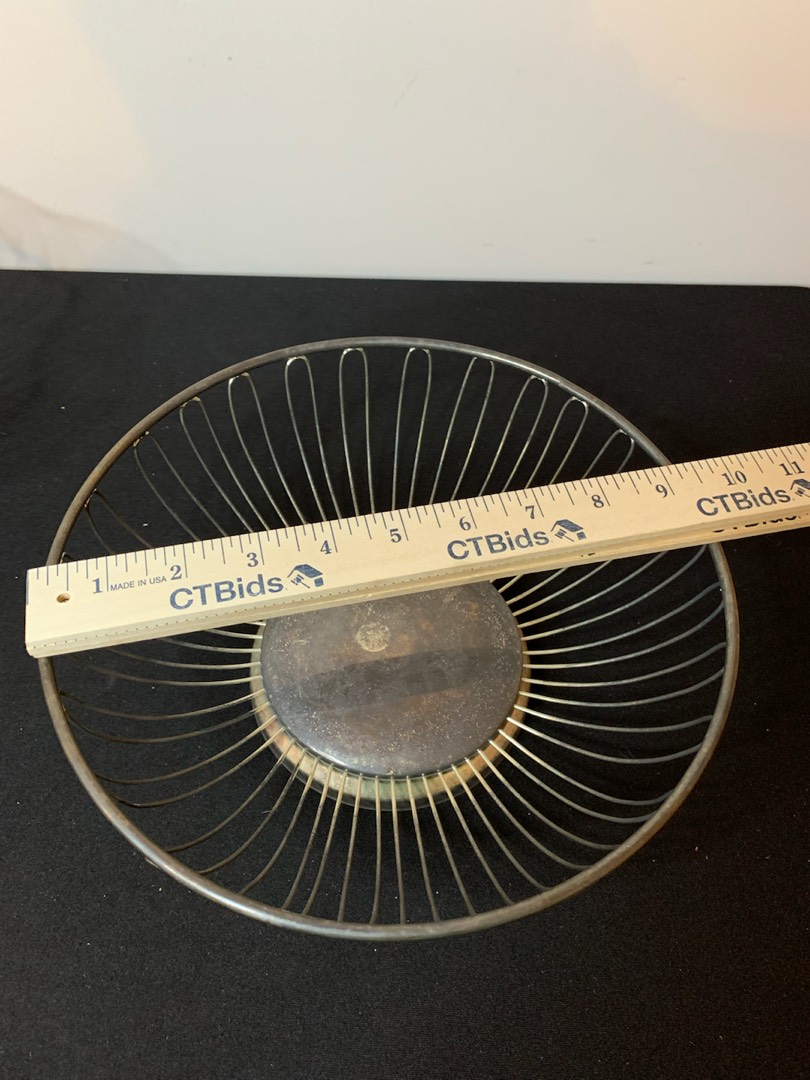 1 2 3 4 5 6 7 8 9 10 11
MADE IN USA
CTBids CTBids CTBids